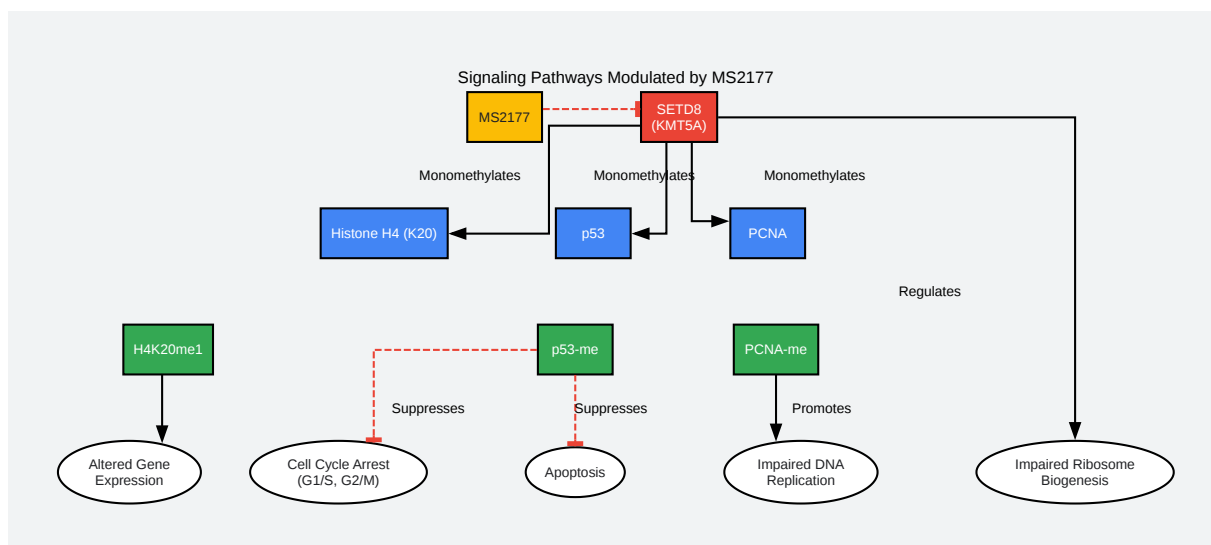 Signaling Pathways Modulated by MS2177
MS2177
SETD8
(KMT5A)
Monomethylates
Monomethylates
Monomethylates
Histone H4 (K20)
p53
PCNA
Regulates
H4K20me1
p53-me
PCNA-me
Suppresses
Suppresses
Promotes
Altered Gene
Expression
Cell Cycle Arrest
(G1/S, G2/M)
Apoptosis
Impaired DNA
Replication
Impaired Ribosome
Biogenesis